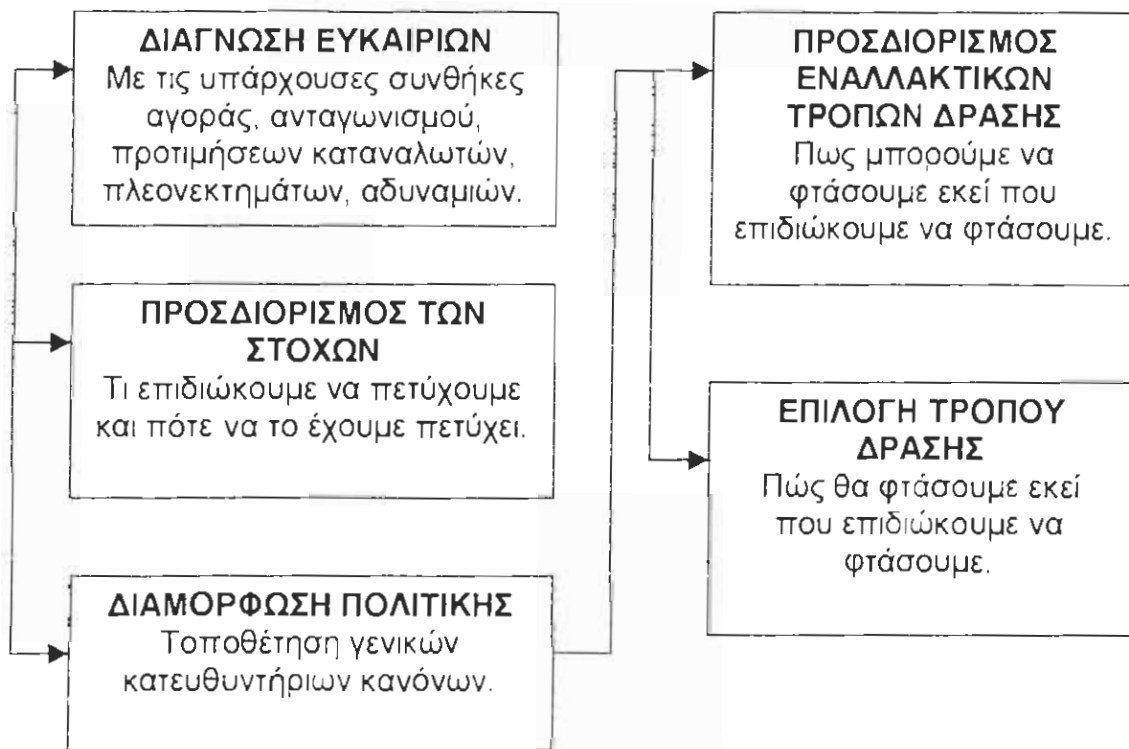 ΔΙΑΓΝΩΣΗ ΕΥΚΑΙΡΙΩΝ
Με τις υπάρχουσες συνθήκες
αγοράς, ανταγωνισμού,
προτιμήσεων καταναλωτών,
πλεονεκτημάτων, αδυναμιών.
ΠΡΟΣΔΙΟΡΙΣΜΟΣ ΤΩΝ
ΣΤΟΧΩΝ
Τι επιδιώκουμε να πετύχουμε
και πότε να το έχουμε πετύχει.
ΔΙΑΜΟΡΦΩΣΗ ΠΟΛΙΤΙΚΗΣ
Τοποθέτηση γενικών
κατευθυντήριων κανόνων.
ΠΡΟΣΔΙΟΡΙΣΜΟΣ
ΕΝΑΛΛΑΚΤΙΚΩΝ
ΤΡΟΠΩΝ ΔΡΑΣΗΣ
Πως μπορούμε να
φτάσουμε εκεί που
επιδιώκουμε να φτάσουμε.
ΕΠΙΛΟΓΗ ΤΡΟΠΟΥ
ΔΡΑΣΗΣ
Πώς θα φτάσουμε εκεί
που επιδιώκουμε να
φτάσουμε.